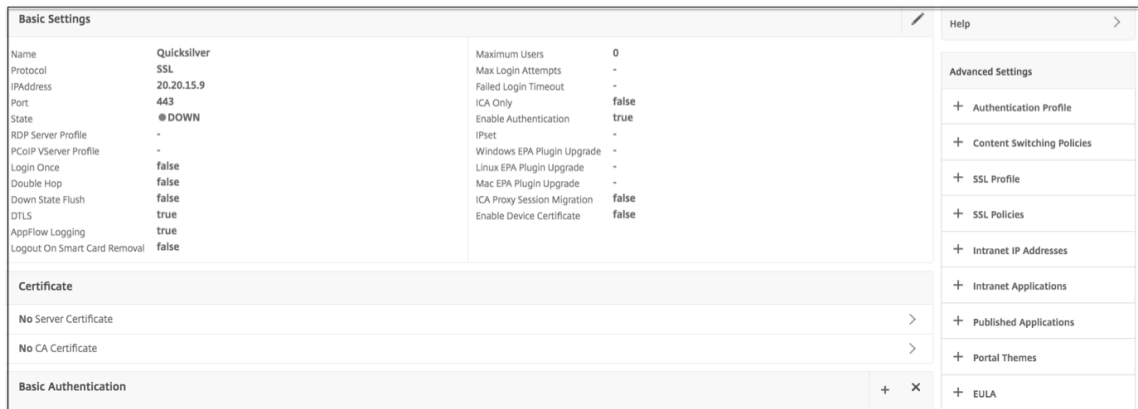 Basic Settings
Name Quicksilver
Protocol SSL
IPAddress 20.20.15.9
Port 443
State DOWN
RDP Server Profile -
PCoIP VServer Profile -
Login Once false
Double Hop false
Down State Flush false
DTLS true
AppFlow Logging true
Logout On Smart Card Removal false
Maximum Users 0
Max Login Attempts -
Failed Login Timeout -
ICA Only false
Enable Authentication true
IPset -
Windows EPA Plugin Upgrade -
Linux EPA Plugin Upgrade -
Mac EPA Plugin Upgrade -
ICA Proxy Session Migration false
Enable Device Certificate false
Certificate
No Server Certificate
No CA Certificate
Basic Authentication
Help
Advanced Settings
+ Authentication Profile
+ Content Switching Policies
+ SSL Profile
+ SSL Policies
+ Intranet IP Addresses
+ Intranet Applications
+ Published Applications
+ Portal Themes
+ EULA